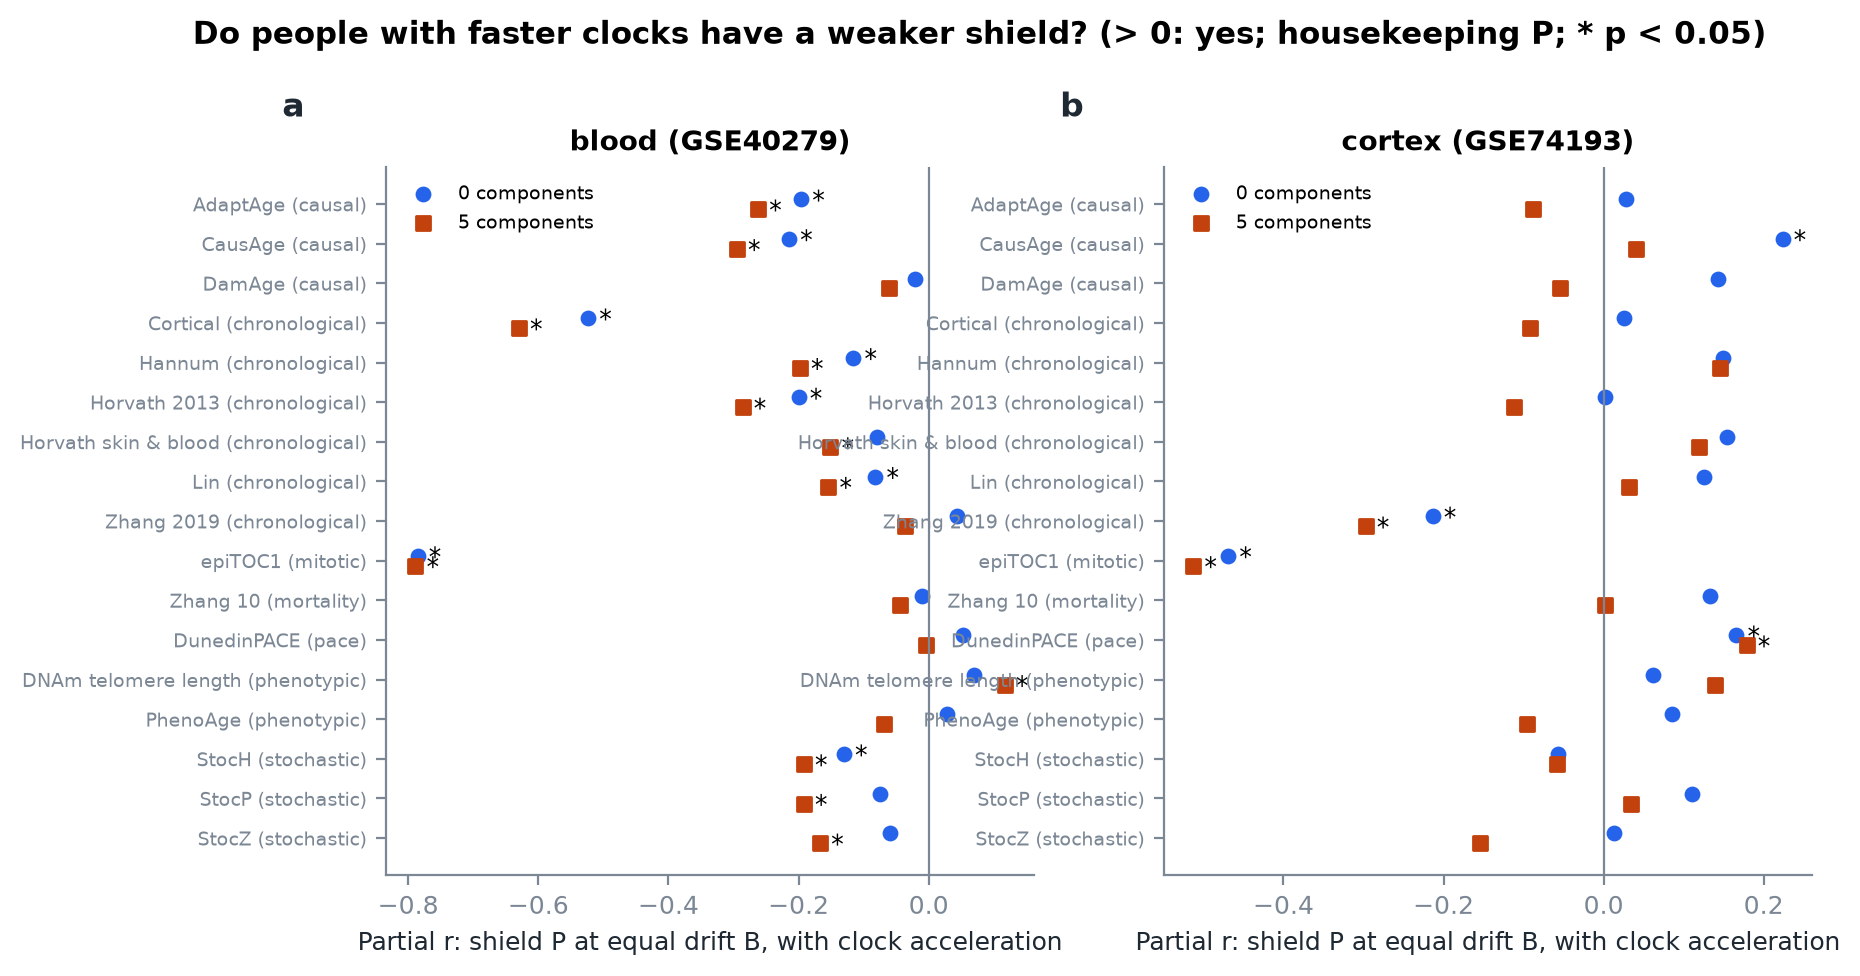 Do people with faster clocks have a weaker shield? (> 0: yes; housekeeping P; * p < 0.05)
a
blood (GSE40279)
0 components
5 components
AdaptAge (causal)
CausAge (causal)
DamAge (causal)
Cortical (chronological)
Hannum (chronological)
Horvath 2013 (chronological)
Horvath skin & blood (chronological)
Lin (chronological)
Zhang 2019 (chronological)
epiTOC1 (mitotic)
Zhang 10 (mortality)
DunedinPACE (pace)
DNAm telomere length (phenotypic)
PhenoAge (phenotypic)
StocH (stochastic)
StocP (stochastic)
StocZ (stochastic)
−0.8 −0.6 −0.4 −0.2 0.0
Partial r: shield P at equal drift B, with clock acceleration
b
cortex (GSE74193)
0 components
5 components
AdaptAge (causal)
CausAge (causal)
DamAge (causal)
Cortical (chronological)
Hannum (chronological)
Horvath 2013 (chronological)
Horvath skin & blood (chronological)
Lin (chronological)
Zhang 2019 (chronological)
epiTOC1 (mitotic)
Zhang 10 (mortality)
DunedinPACE (pace)
DNAm telomere length (phenotypic)
PhenoAge (phenotypic)
StocH (stochastic)
StocP (stochastic)
StocZ (stochastic)
−0.4 −0.2 0.0 0.2
Partial r: shield P at equal drift B, with clock acceleration